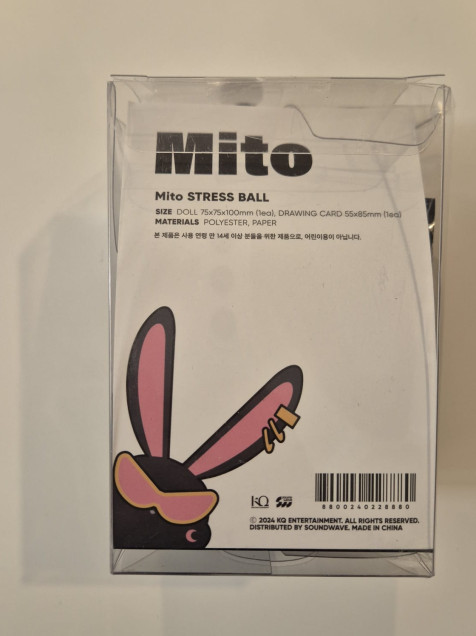 Mito
Mito STRESS BALL
SIZE DOLL 75x75x100mm (1ea), DRAWING CARD 55x85mm (1ea)
MATERIALS POLYESTER, PAPER
본 제품은 사용 연령 만 14세 이상 분들을 위한 제품으로, 어린이용이 아닙니다.
KQ
8800240228880
© 2024 KQ ENTERTAINMENT. ALL RIGHTS RESERVED.
DISTRIBUTED BY SOUNDWAVE. MADE IN CHINA